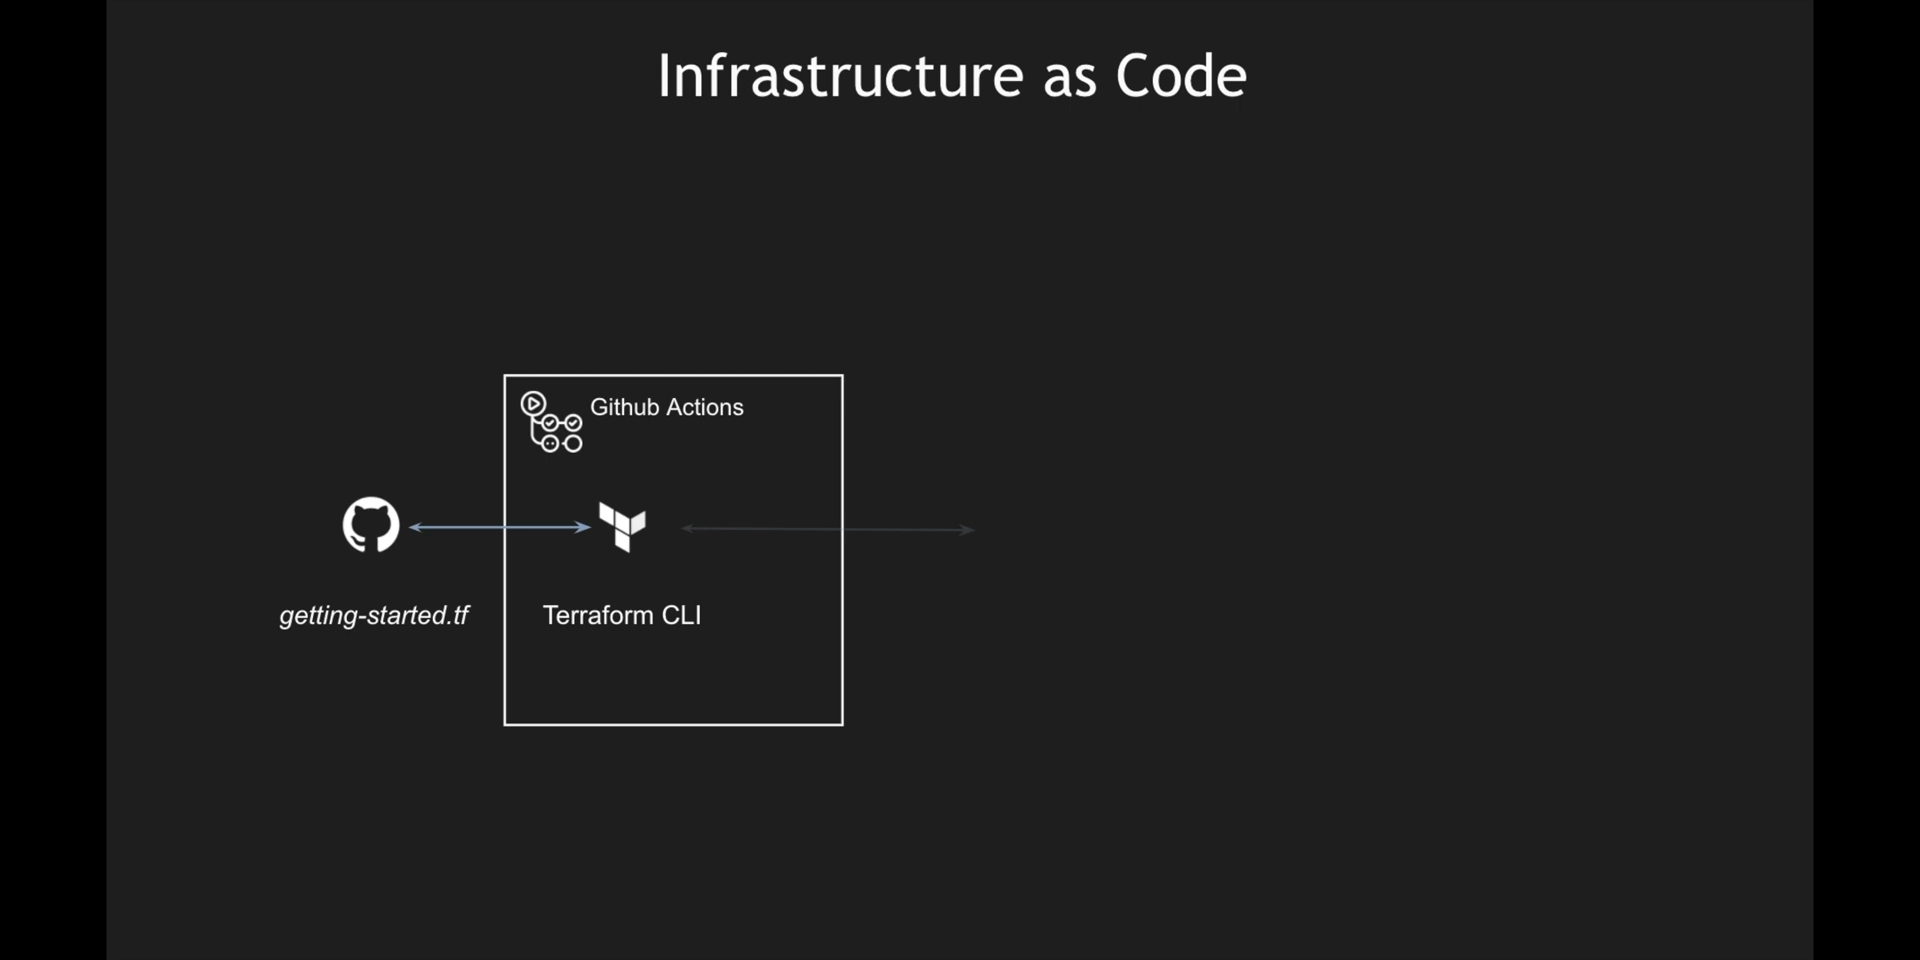 Infrastructure as Code
Github Actions
getting-started.tf
Terraform CLI